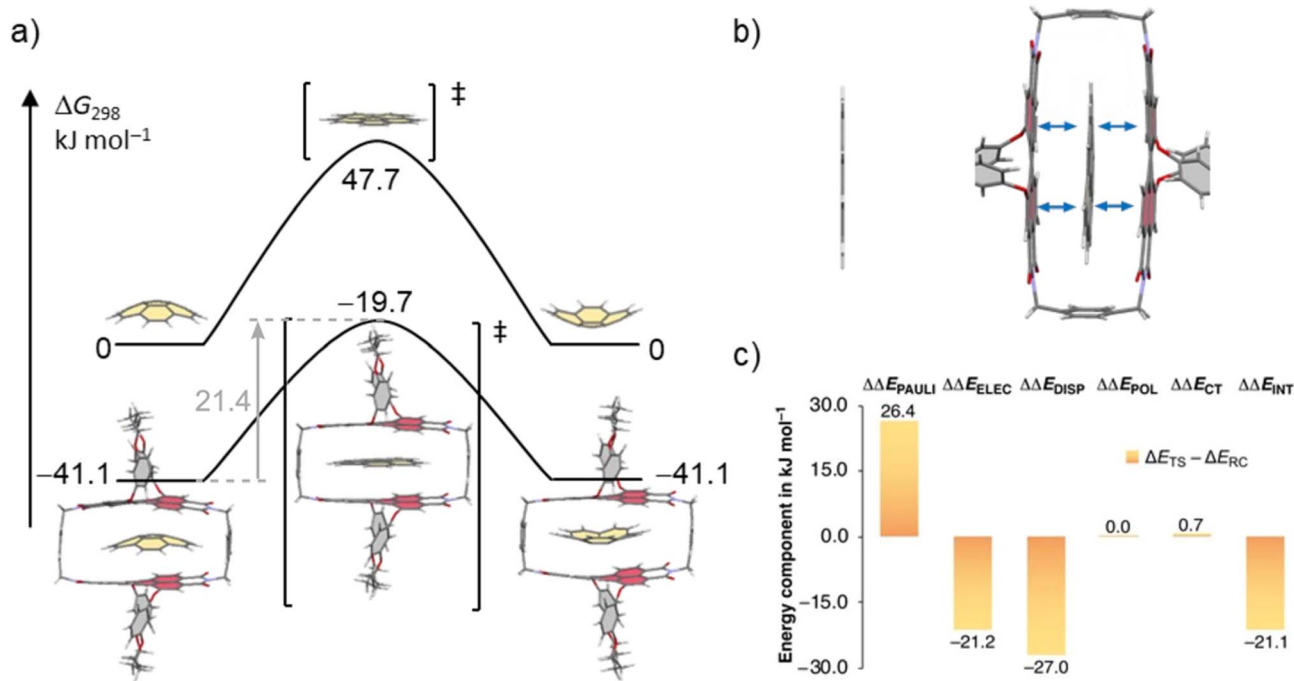 a)
ΔG298
kJ mol⁻¹
‡
47.7
0
0
−19.7
‡
21.4
−41.1
−41.1
b)
c)
ΔΔEPAULI ΔΔEELEC ΔΔEDISP ΔΔEPOL ΔΔECT ΔΔEINT
Energy component in kJ mol⁻¹
30.0
15.0
0.0
−15.0
−30.0
26.4
−21.2
−27.0
0.0
0.7
−21.1
ΔETS − ΔERC